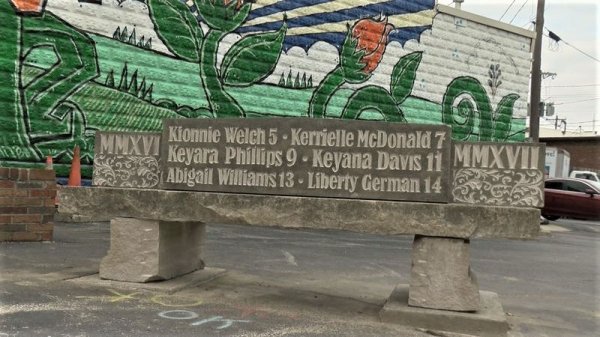 MMXVI
Kionnie Welch 5 · Kerrielle McDonald 7
Keyara Phillips 9 · Keyana Davis 11
Abigail Williams 13 · Liberty German 14
MMXVII
OK